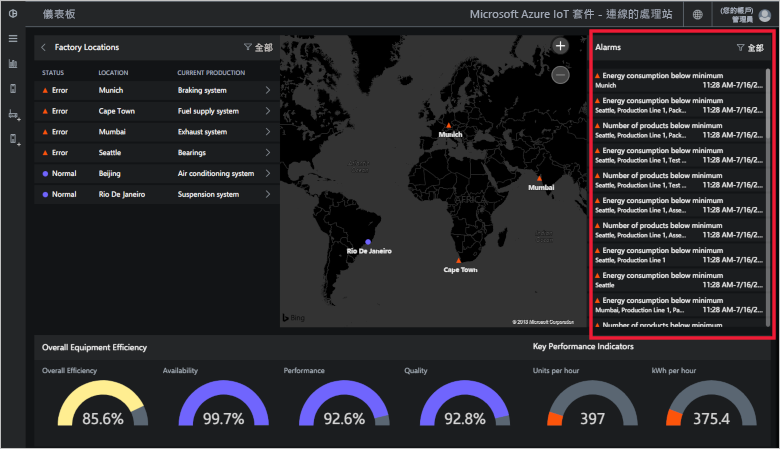 儀表板
Microsoft Azure IoT 套件 - 連線的處理站
(您的帳戶)
管理員
Factory Locations
全部
STATUS LOCATION CURRENT PRODUCTION
Error Munich Braking system
Error Cape Town Fuel supply system
Error Mumbai Exhaust system
Error Seattle Bearings
Normal Beijing Air conditioning system
Normal Rio De Janeiro Suspension system
Munich
AFRICA
Mumbai
Rio De Janeiro
Cape Town
Bing
© 2018 Microsoft Corporation
Alarms
全部
Energy consumption below minimum
Munich 11:28 AM-7/16/2...
Energy consumption below minimum
Seattle, Production Line 1, Pack... 11:28 AM-7/16/2...
Number of products below minimum
Seattle, Production Line 1, Pack... 11:28 AM-7/16/2...
Energy consumption below minimum
Seattle, Production Line 1, Test ... 11:28 AM-7/16/2...
Number of products below minimum
Seattle, Production Line 1, Test ... 11:28 AM-7/16/2...
Energy consumption below minimum
Seattle, Production Line 1, Asse... 11:28 AM-7/16/2...
Number of products below minimum
Seattle, Production Line 1, Asse... 11:28 AM-7/16/2...
Energy consumption below minimum
Seattle, Production Line 1 11:28 AM-7/16/2...
Energy consumption below minimum
Seattle 11:28 AM-7/16/2...
Energy consumption below minimum
Mumbai, Production Line 1, Pa... 11:28 AM-7/16/2...
Number of products below minimum
Overall Equipment Efficiency
Overall Efficiency
85.6%
Availability
99.7%
Performance
92.6%
Quality
92.8%
Key Performance Indicators
Units per hour
397
kWh per hour
375.4